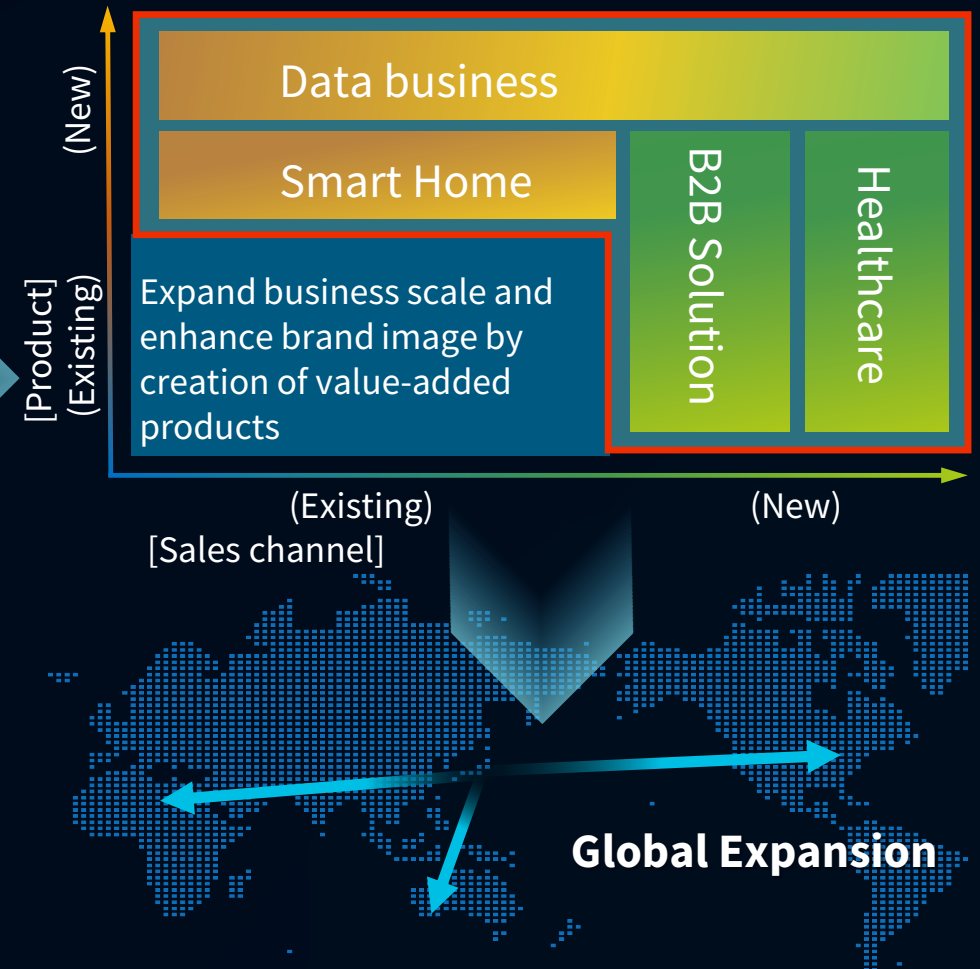 (New)
Data business
Smart Home
B2B Solution
Healthcare
[Product]
(Existing)
Expand business scale and
enhance brand image by
creation of value-added
products
(Existing)
(New)
[Sales channel]
Global Expansion